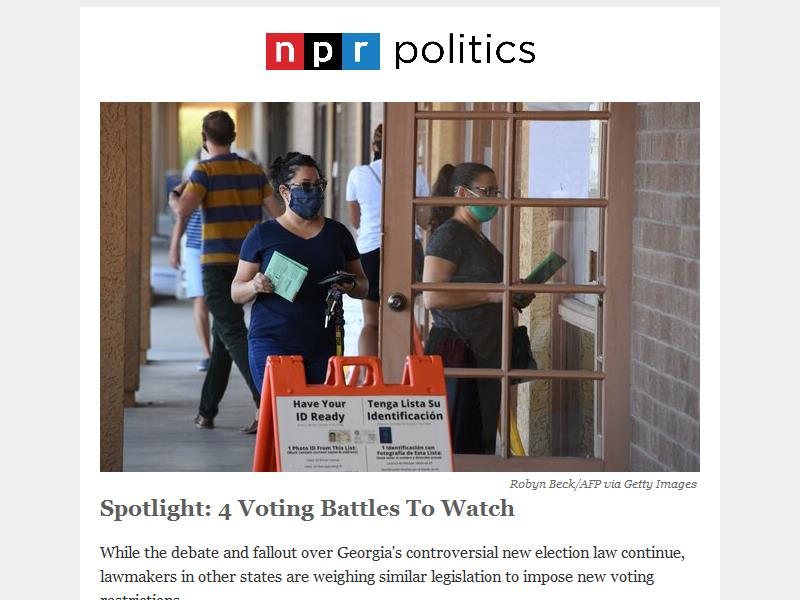 npr politics
Have Your
ID Ready
Tenga Lista Su
Identificación
1 Photo ID From This List:
1 Identificación con
Fotografía de Esta Lista:
Robyn Beck/AFP via Getty Images
Spotlight: 4 Voting Battles To Watch
While the debate and fallout over Georgia's controversial new election law continue,
lawmakers in other states are weighing similar legislation to impose new voting
restrictions